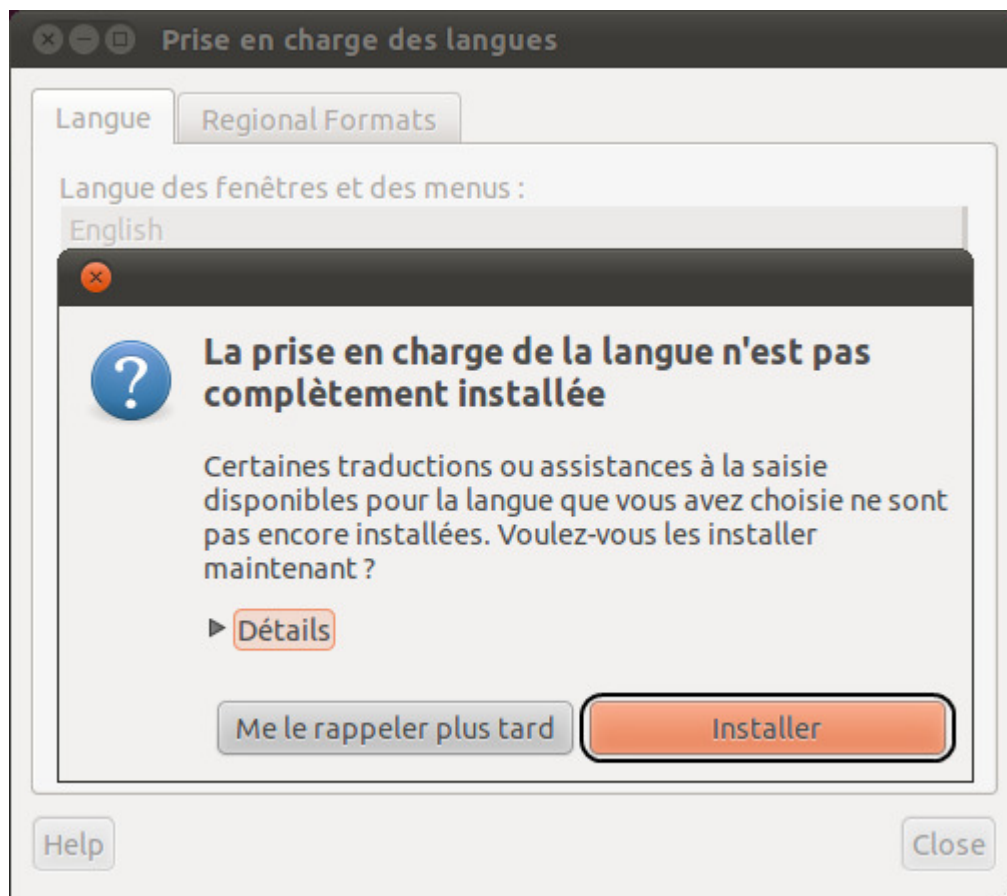 Prise en charge des langues
Langue
Regional Formats
Langue des fenêtres et des menus :
English
?
La prise en charge de la langue n'est pas
complètement installée
Certaines traductions ou assistances à la saisie
disponibles pour la langue que vous avez choisie ne sont
pas encore installées. Voulez-vous les installer
maintenant ?
Détails
Me le rappeler plus tard
Installer
Help
Close